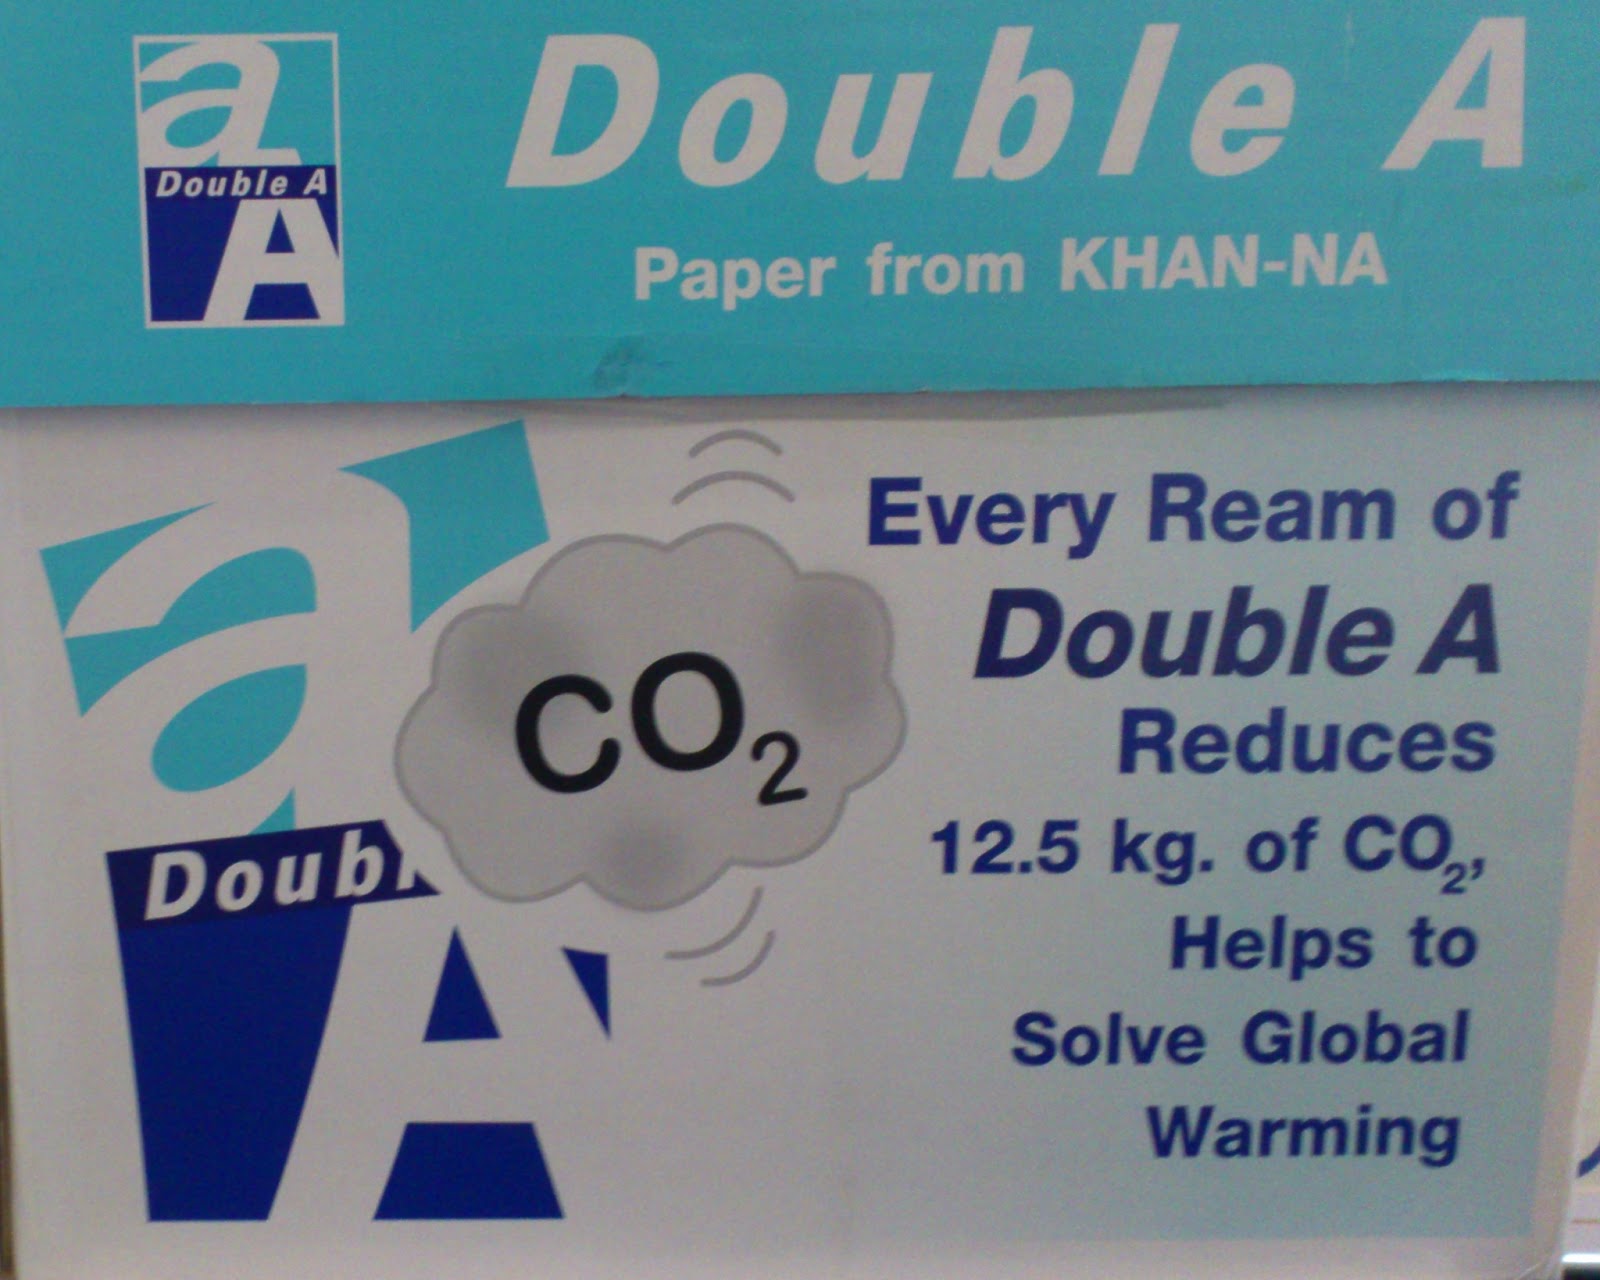 a
Double A
A
Double A
Paper from KHAN-NA
a
Doubl
A
CO₂
Every Ream of
Double A
Reduces
12.5 kg. of CO₂,
Helps to
Solve Global
Warming